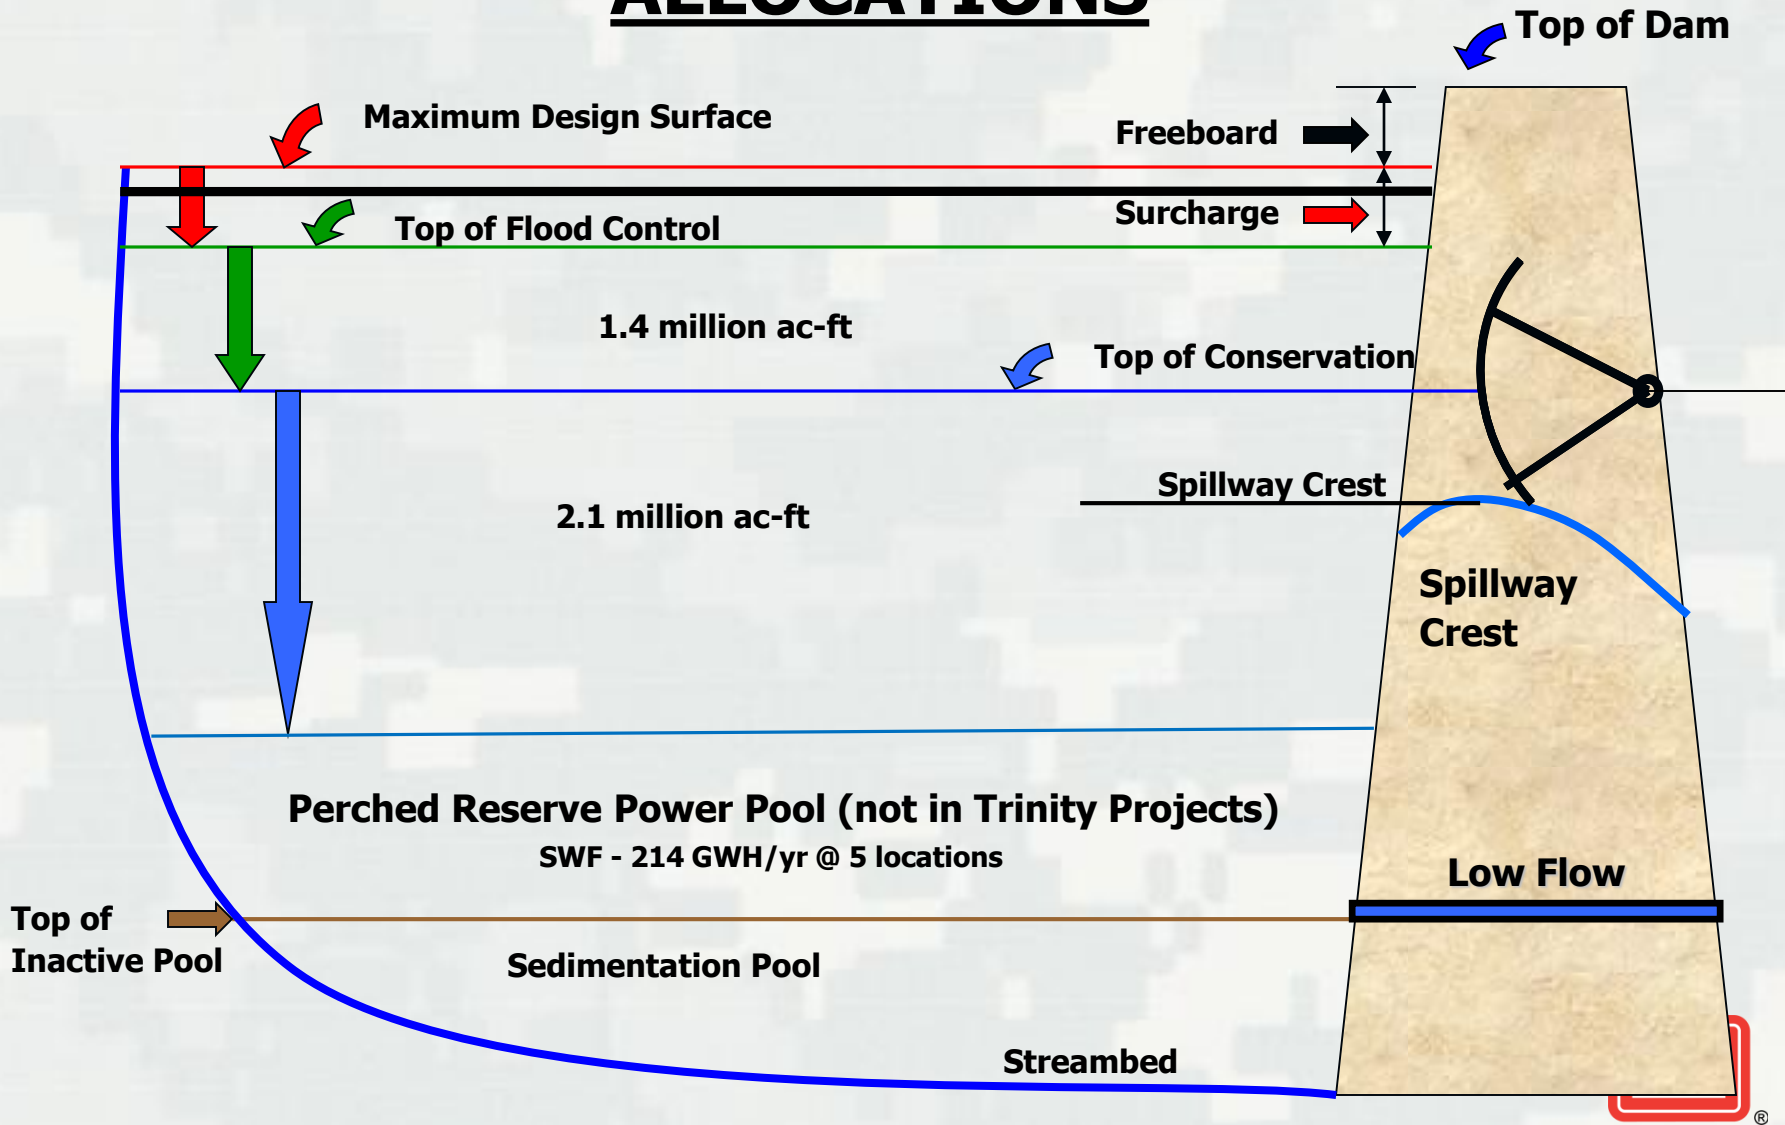 ALLOCATIONS
Top of Dam
Maximum Design Surface
Freeboard
Surcharge
Top of Flood Control
1.4 million ac-ft
Top of Conservation
Spillway Crest
2.1 million ac-ft
Spillway
Crest
Perched Reserve Power Pool (not in Trinity Projects)
SWF - 214 GWH/yr @ 5 locations
Low Flow
Top of
Inactive Pool
Sedimentation Pool
Streambed
®